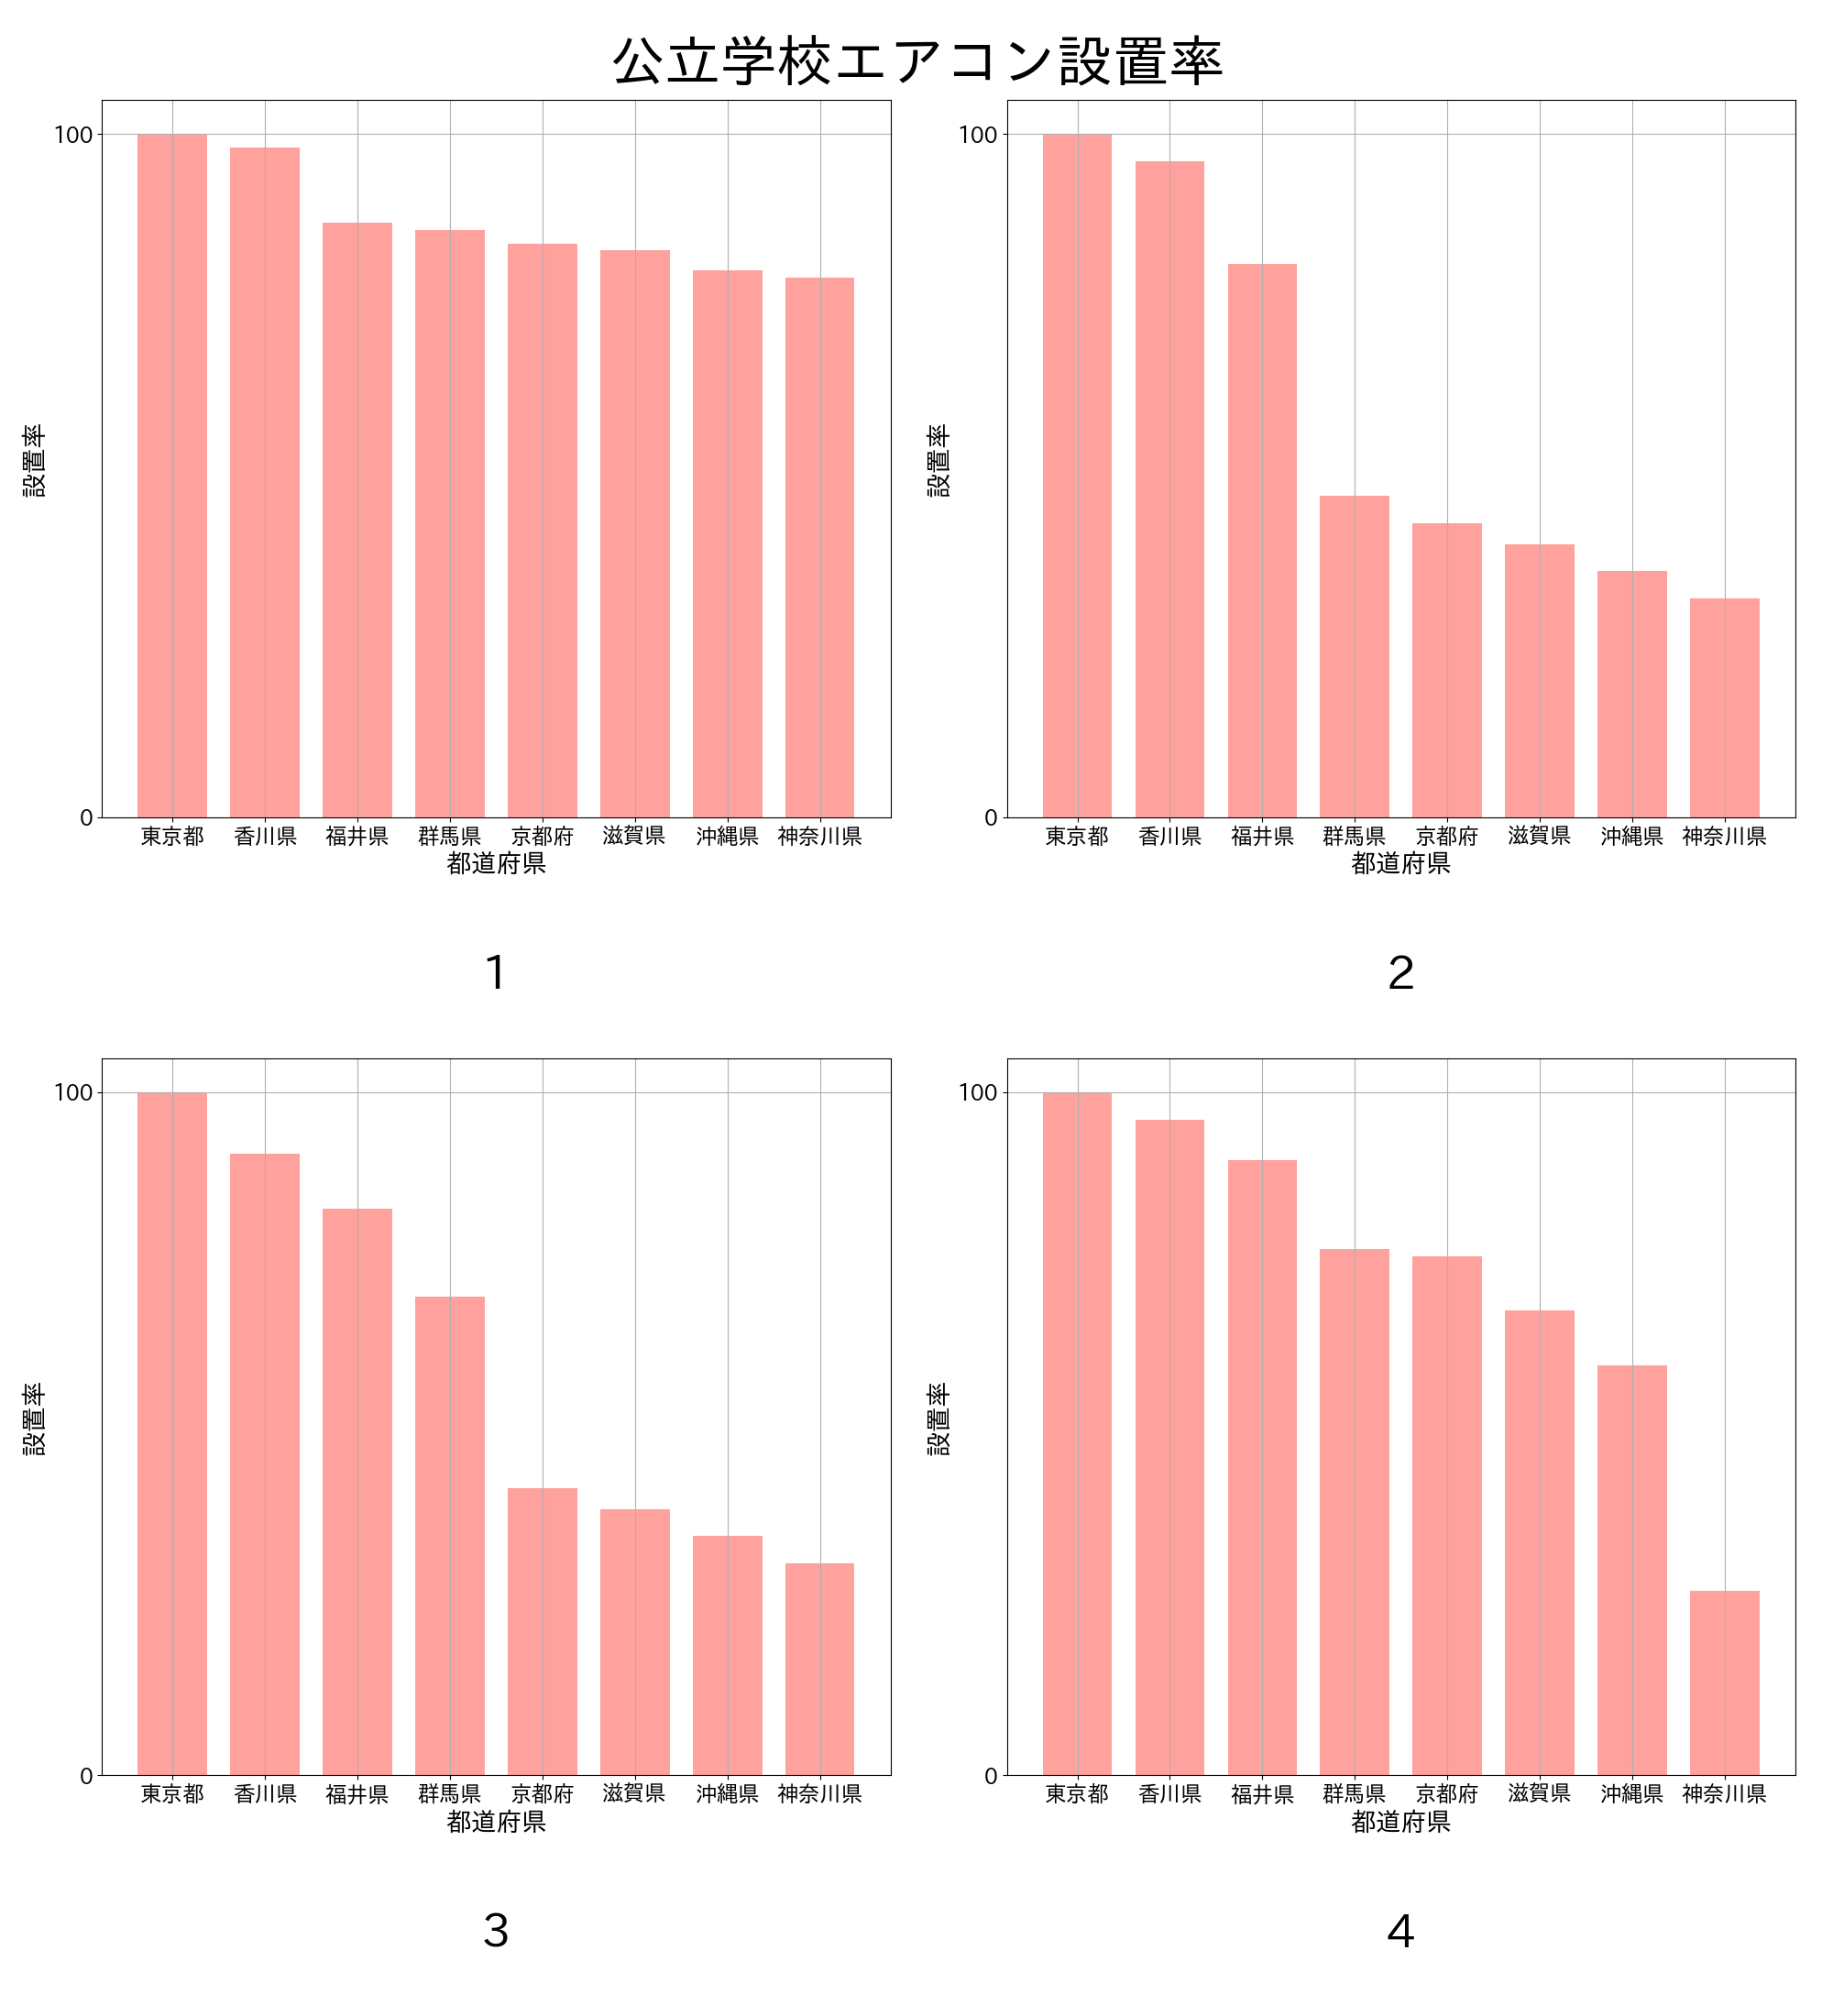 公立学校エアコン設置率
100
設置率
0
東京都 香川県 福井県 群馬県 京都府 滋賀県 沖縄県 神奈川県
都道府県
1
100
設置率
0
東京都 香川県 福井県 群馬県 京都府 滋賀県 沖縄県 神奈川県
都道府県
2
100
設置率
0
東京都 香川県 福井県 群馬県 京都府 滋賀県 沖縄県 神奈川県
都道府県
3
100
設置率
0
東京都 香川県 福井県 群馬県 京都府 滋賀県 沖縄県 神奈川県
都道府県
4